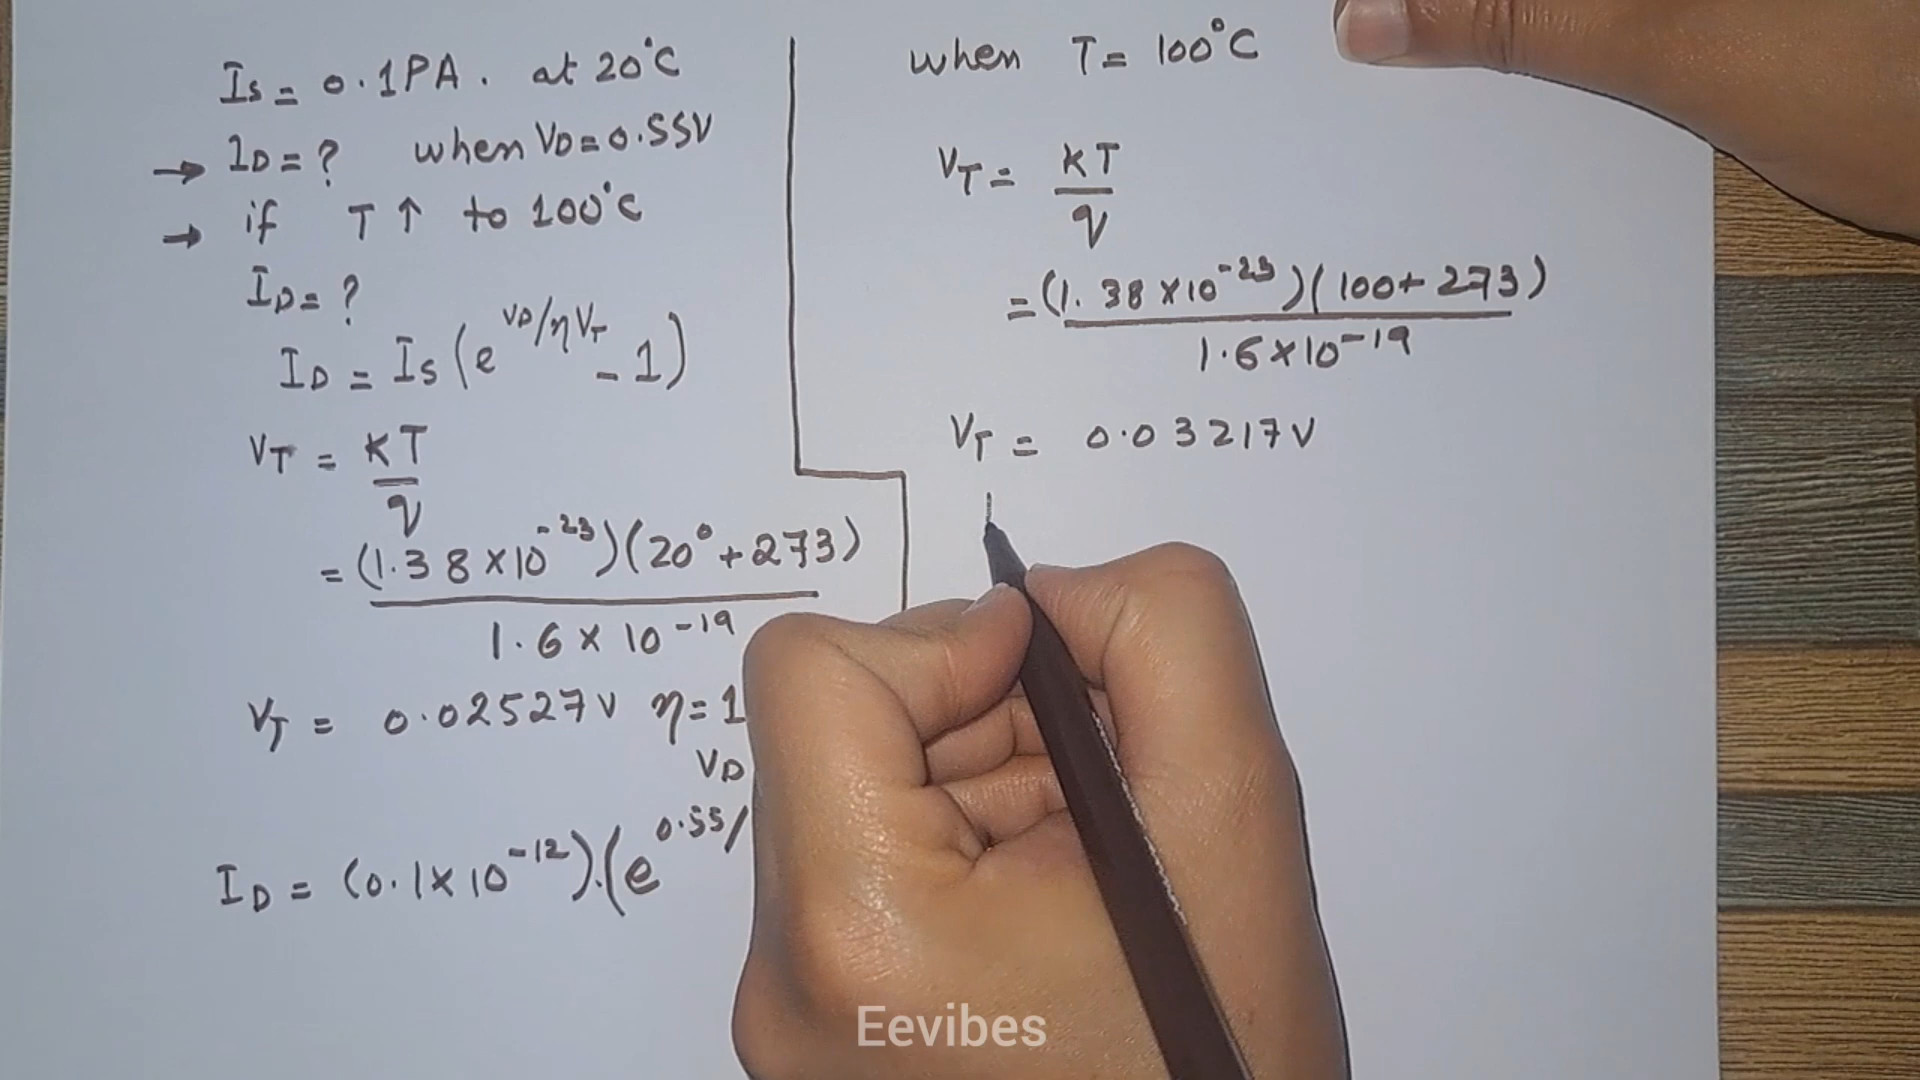 Is = 0.1PA. at 20°C
→ ID = ? when VD = 0.55V
→ if T ↑ to 100°C
ID = ?
ID = Is (e^VD/ηVT - 1)
VT = kT/q
= (1.38 × 10^-23)(20° + 273)
1.6 × 10^-19
VT = 0.02527V η = 1
VD
ID = (0.1 × 10^-12).(e^0.55/
when T = 100°C
VT = kT/q
= (1.38 × 10^-23)(100 + 273)
1.6 × 10^-19
VT = 0.03217V
Eevibes